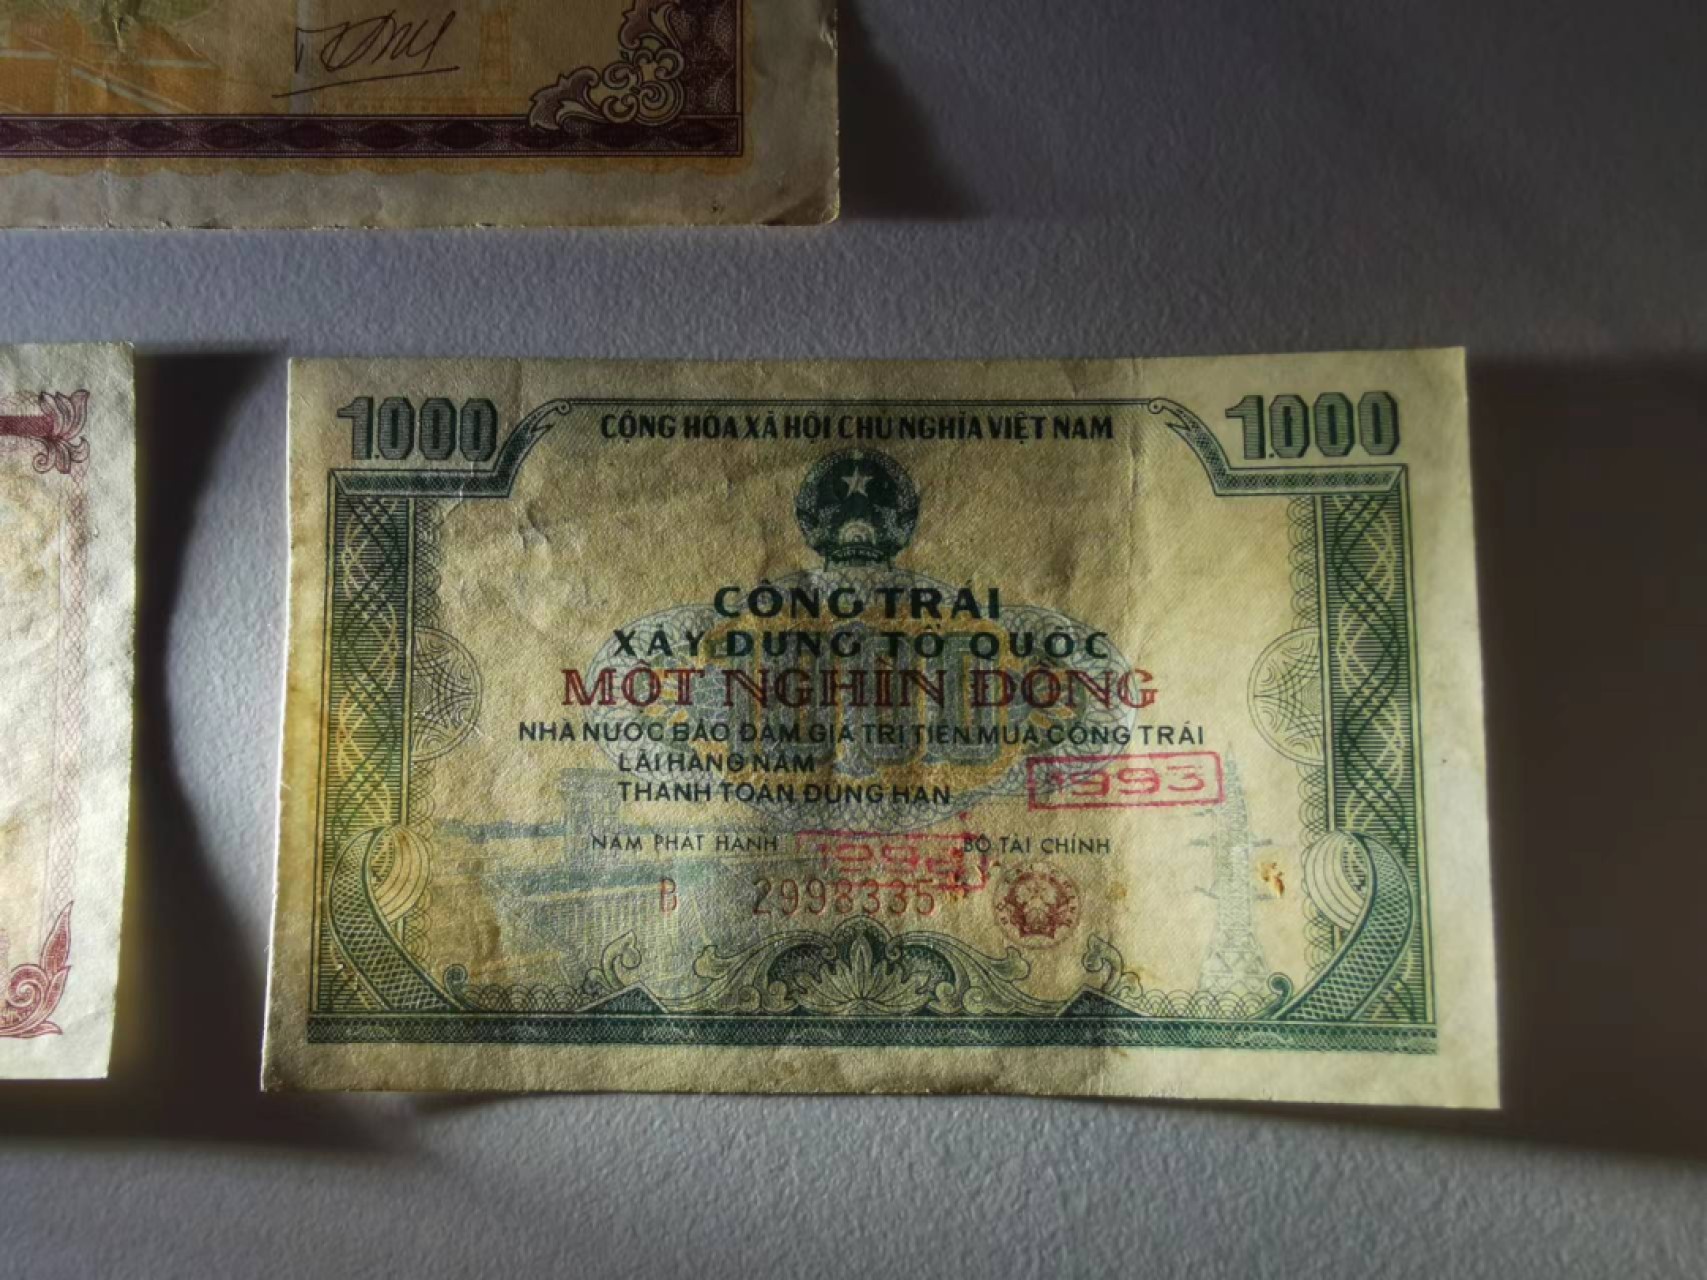 1.000
1.000
CỘNG HÒA XÃ HỘI CHỦ NGHĨA VIỆT NAM
VIỆT NAM
CÔNG TRÁI
XÂY DỰNG TỔ QUỐC
MỘT NGHÌN ĐỒNG
NHÀ NƯỚC BẢO ĐẢM GIÁ TRỊ TIỀN MUA CÔNG TRÁI
LÃI HÀNG NĂM
THANH TOÁN ĐÚNG HẠN
1993
NĂM PHÁT HÀNH
BỘ TÀI CHÍNH
B 2998335